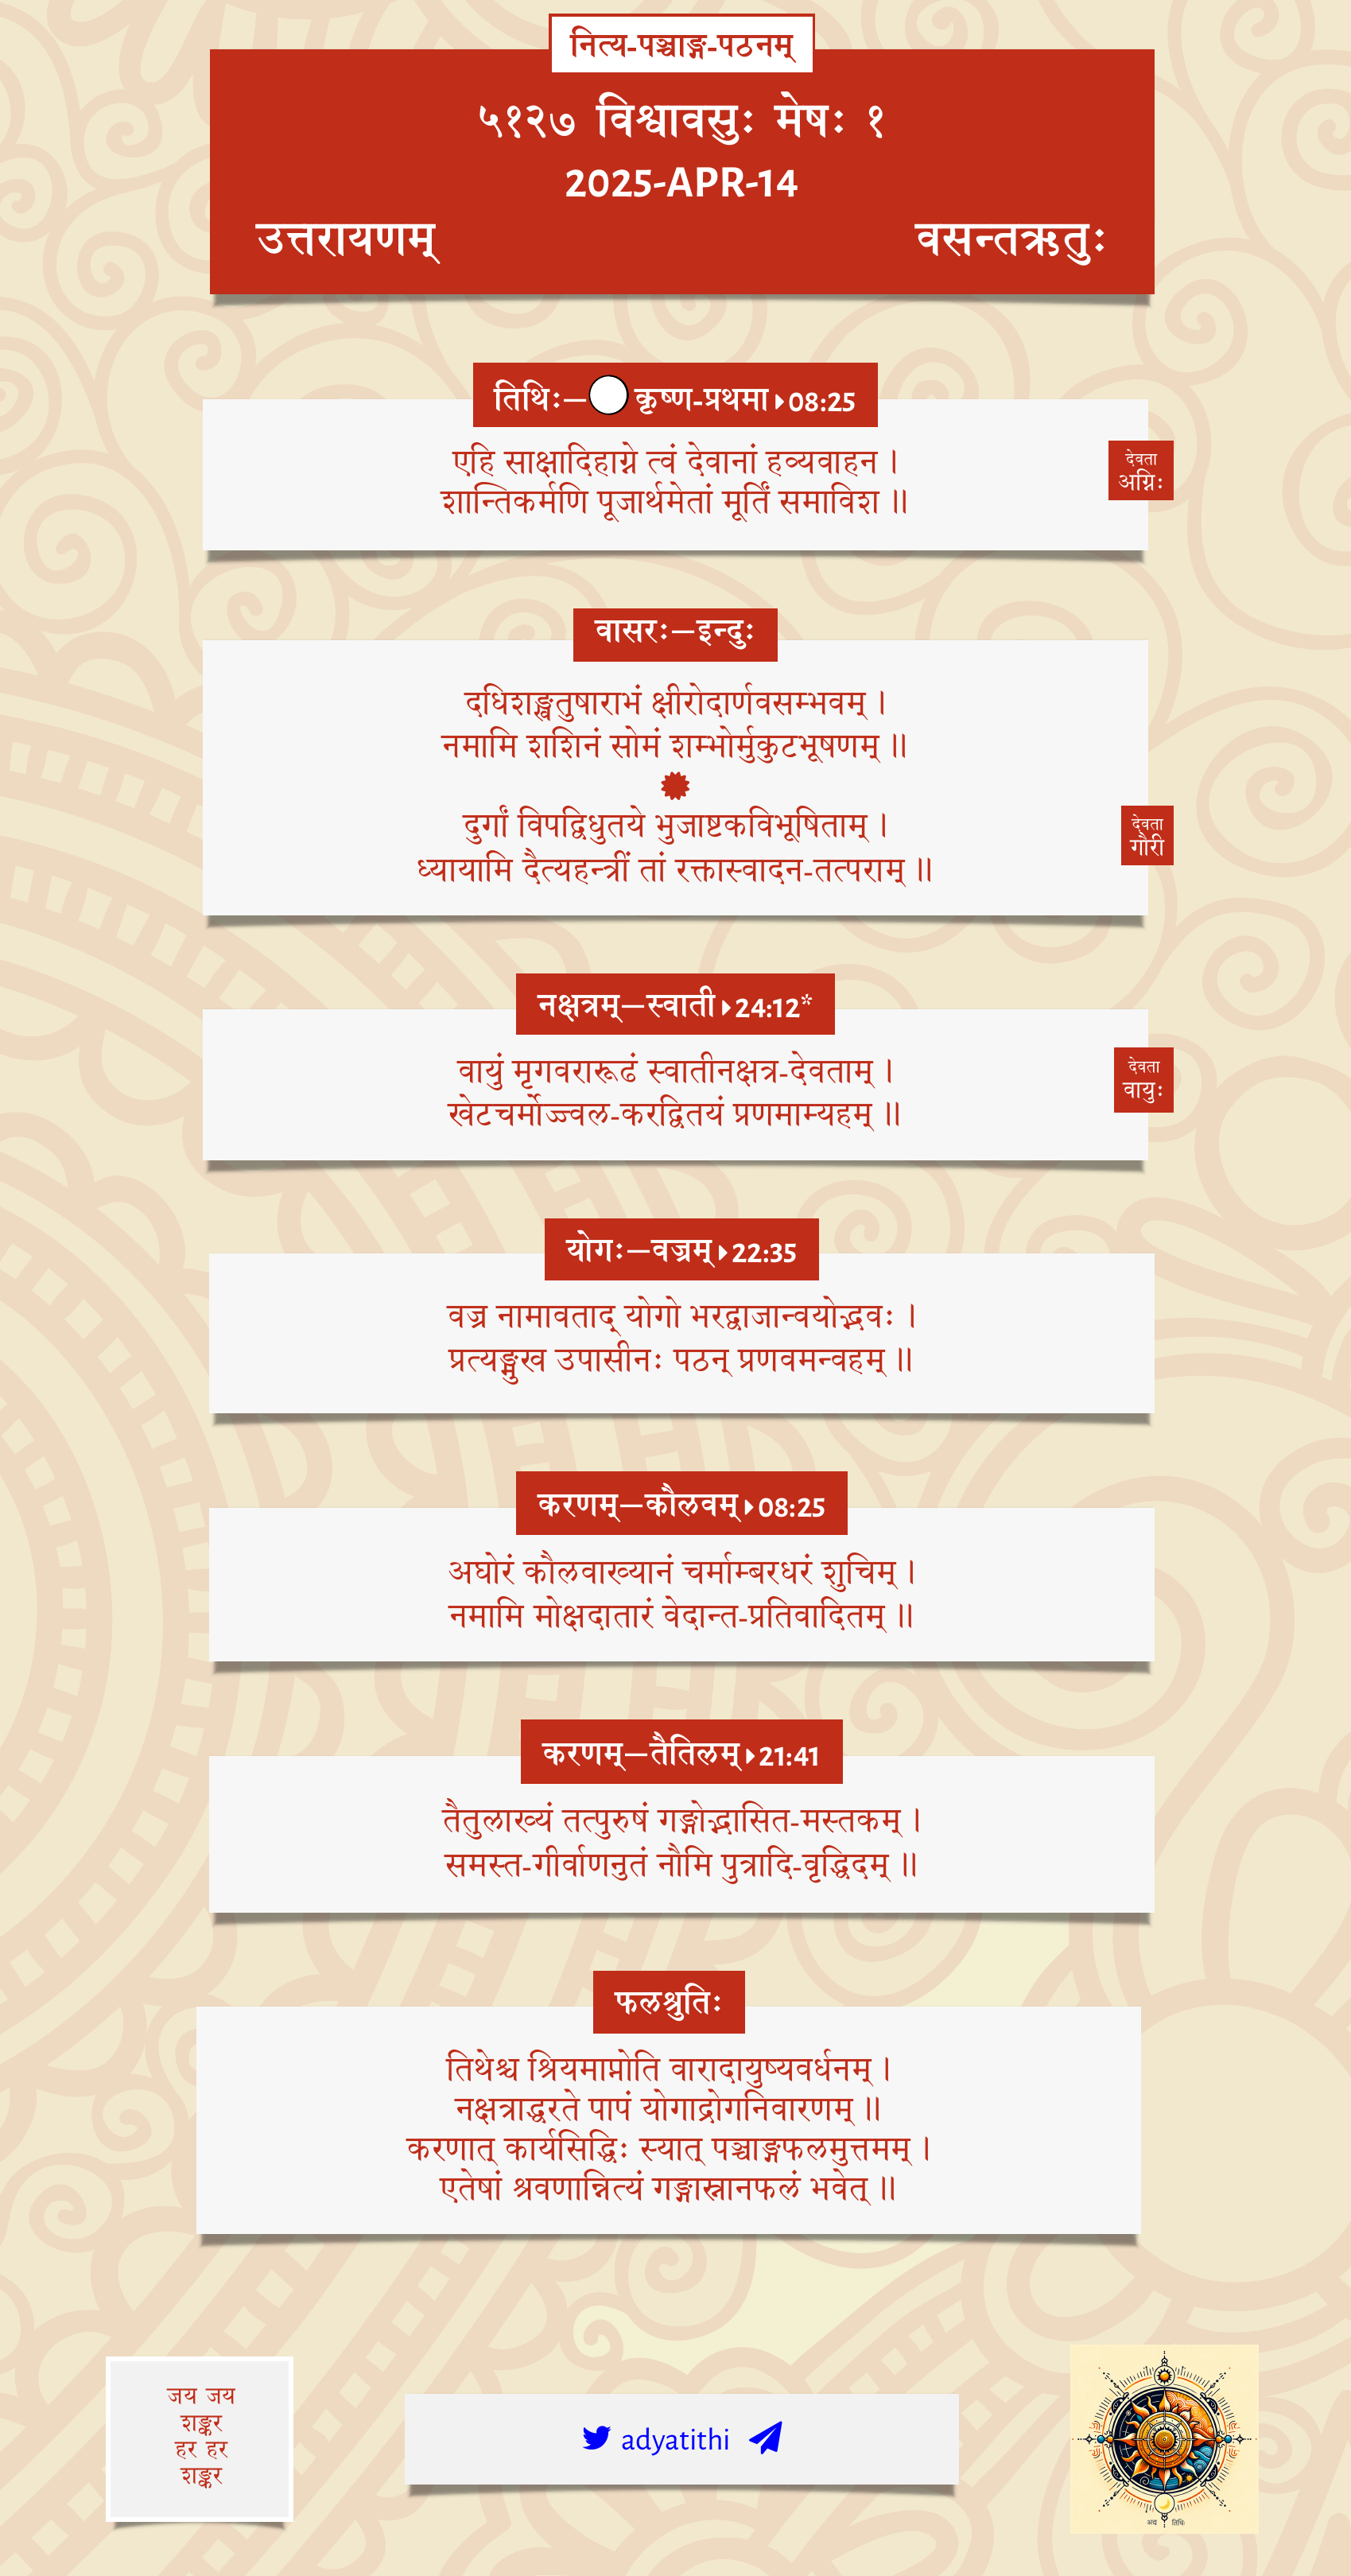 नित्य-पञ्चाङ्ग-पठनम्
५१२७ विश्वावसुः मेषः १
2025-APR-14
उत्तरायणम् वसन्तऋतुः
तिथिः—कृष्ण-प्रथमा 08:25
एहि साक्षादिहाग्ने त्वं देवानां हव्यवाहन ।
शान्तिकर्मणि पूजार्थमेतां मूर्तिं समाविश ॥
देवता
अग्निः
वासरः—इन्दुः
दधिशङ्खतुषाराभं क्षीरोदार्णवसम्भवम् ।
नमामि शशिनं सोमं शम्भोर्मुकुटभूषणम् ॥
दुर्गां विपद्विधुतये भुजाष्टकविभूषिताम् ।
ध्यायामि दैत्यहन्त्रीं तां रक्तास्वादन-तत्पराम् ॥
देवता
गौरी
नक्षत्रम्—स्वाती 24:12*
वायुं मृगवरारूढं स्वातीनक्षत्र-देवताम् ।
खेटचर्मोज्ज्वल-करद्वितयं प्रणमाम्यहम् ॥
देवता
वायुः
योगः—वज्रम् 22:35
वज्र नामावताद् योगो भरद्वाजान्वयोद्भवः ।
प्रत्यङ्मुख उपासीनः पठन् प्रणवमन्वहम् ॥
करणम्—कौलवम् 08:25
अघोरं कौलवाख्यानं चर्माम्बरधरं शुचिम् ।
नमामि मोक्षदातारं वेदान्त-प्रतिवादितम् ॥
करणम्—तैतिलम् 21:41
तैतुलाख्यं तत्पुरुषं गङ्गोद्भासित-मस्तकम् ।
समस्त-गीर्वाणनुतं नौमि पुत्रादि-वृद्धिदम् ॥
फलश्रुतिः
तिथेश्च श्रियमाप्नोति वारादायुष्यवर्धनम् ।
नक्षत्राद्धरते पापं योगाद्रोगनिवारणम् ॥
करणात् कार्यसिद्धिः स्यात् पञ्चाङ्गफलमुत्तमम् ।
एतेषां श्रवणान्नित्यं गङ्गास्नानफलं भवेत् ॥
जय जय
शङ्कर
हर हर
शङ्कर
adyatithi
अद्य तिथिः